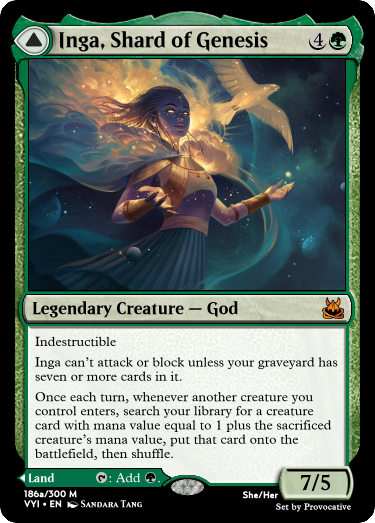 Inga, Shard of Genesis 4
Legendary Creature — God
Indestructible
Inga can't attack or block unless your graveyard has
seven or more cards in it.
Once each turn, whenever another creature you
control enters, search your library for a creature
card with mana value equal to 1 plus the sacrificed
creature's mana value, put that card onto the
battlefield, then shuffle.
Land : Add .
7/5
186a/300 M
VYI • EN SANDARA TANG
She/Her
Set by Provocative